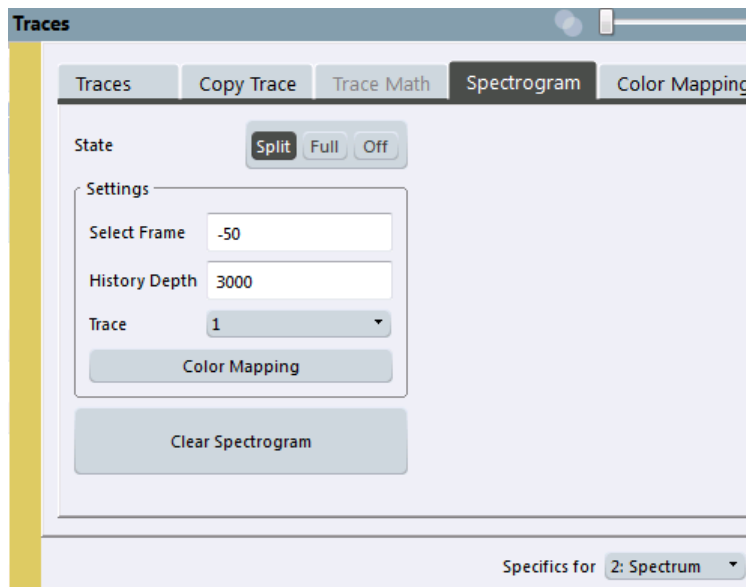 Traces
Traces Copy Trace Trace Math Spectrogram Color Mapping
State Split Full Off
Settings
Select Frame -50
History Depth 3000
Trace 1
Color Mapping
Clear Spectrogram
Specifics for 2: Spectrum